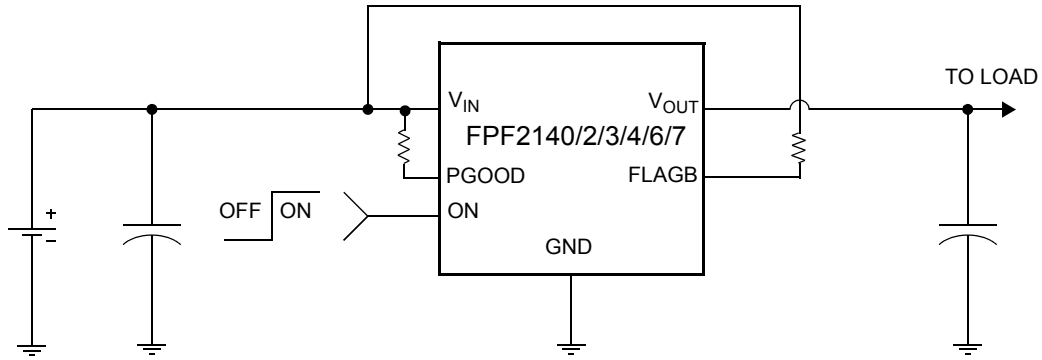 TO LOAD
V_IN V_OUT
FPF2140/2/3/4/6/7
PGOOD FLAGB
OFF ON ON
GND
+
−